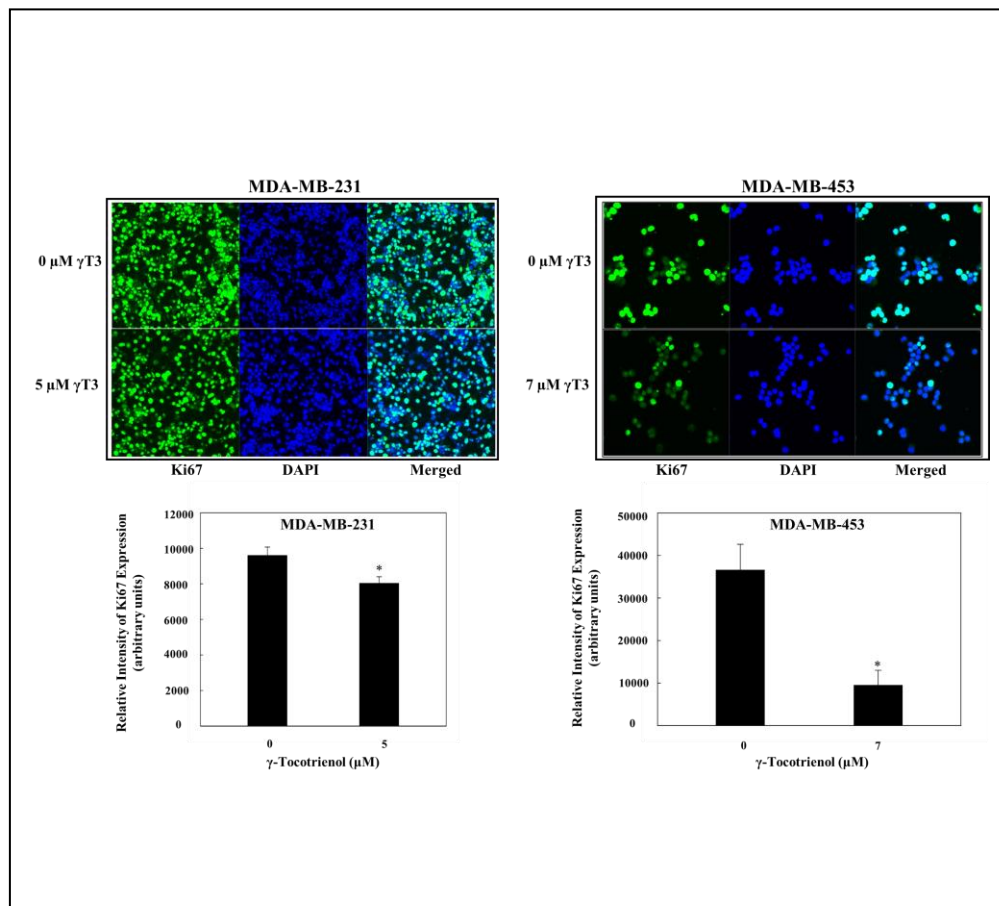 MDA-MB-231
0 µM γT3
5 µM γT3
Ki67 DAPI Merged
MDA-MB-453
0 µM γT3
7 µM γT3
Ki67 DAPI Merged
MDA-MB-231
Relative Intensity of Ki67 Expression
(arbitrary units)
12000
10000
8000
6000
4000
2000
0
*
0 5
γ-Tocotrienol (µM)
MDA-MB-453
Relative Intensity of Ki67 Expression
(arbitrary units)
50000
40000
30000
20000
10000
0
*
0 7
γ-Tocotrienol (µM)